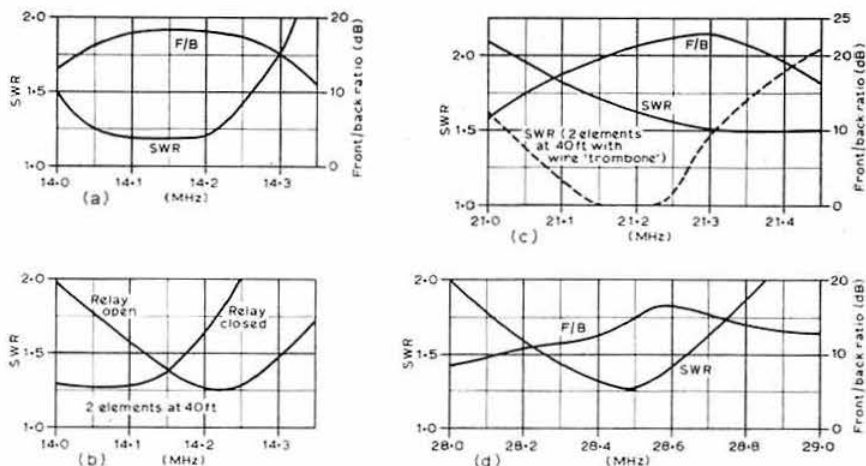 2·0
20
F/B
15
SWR
1·5
10
5
SWR
1·0
0
Front/back ratio (dB)
14·0
14·1
14·2
14·3
(a)
(MHz)
25
2·0
F/B
20
15
SWR
SWR
1·5
10
SWR (2 elements
at 40ft with
wire "trombone")
5
1·0
0
Front/back ratio (dB)
21·0
21·1
21·2
21·3
21·4
(c)
(MHz)
2·0
Relay
open
Relay
closed
SWR
1·5
2 elements at 40ft
1·0
14·0
14·1
14·2
14·3
(b)
(MHz)
2·0
20
15
F/B
SWR
1·5
10
SWR
5
1·0
0
Front/back ratio (dB)
28·0
28·2
28·4
28·6
28·8
29·0
(d)
(MHz)